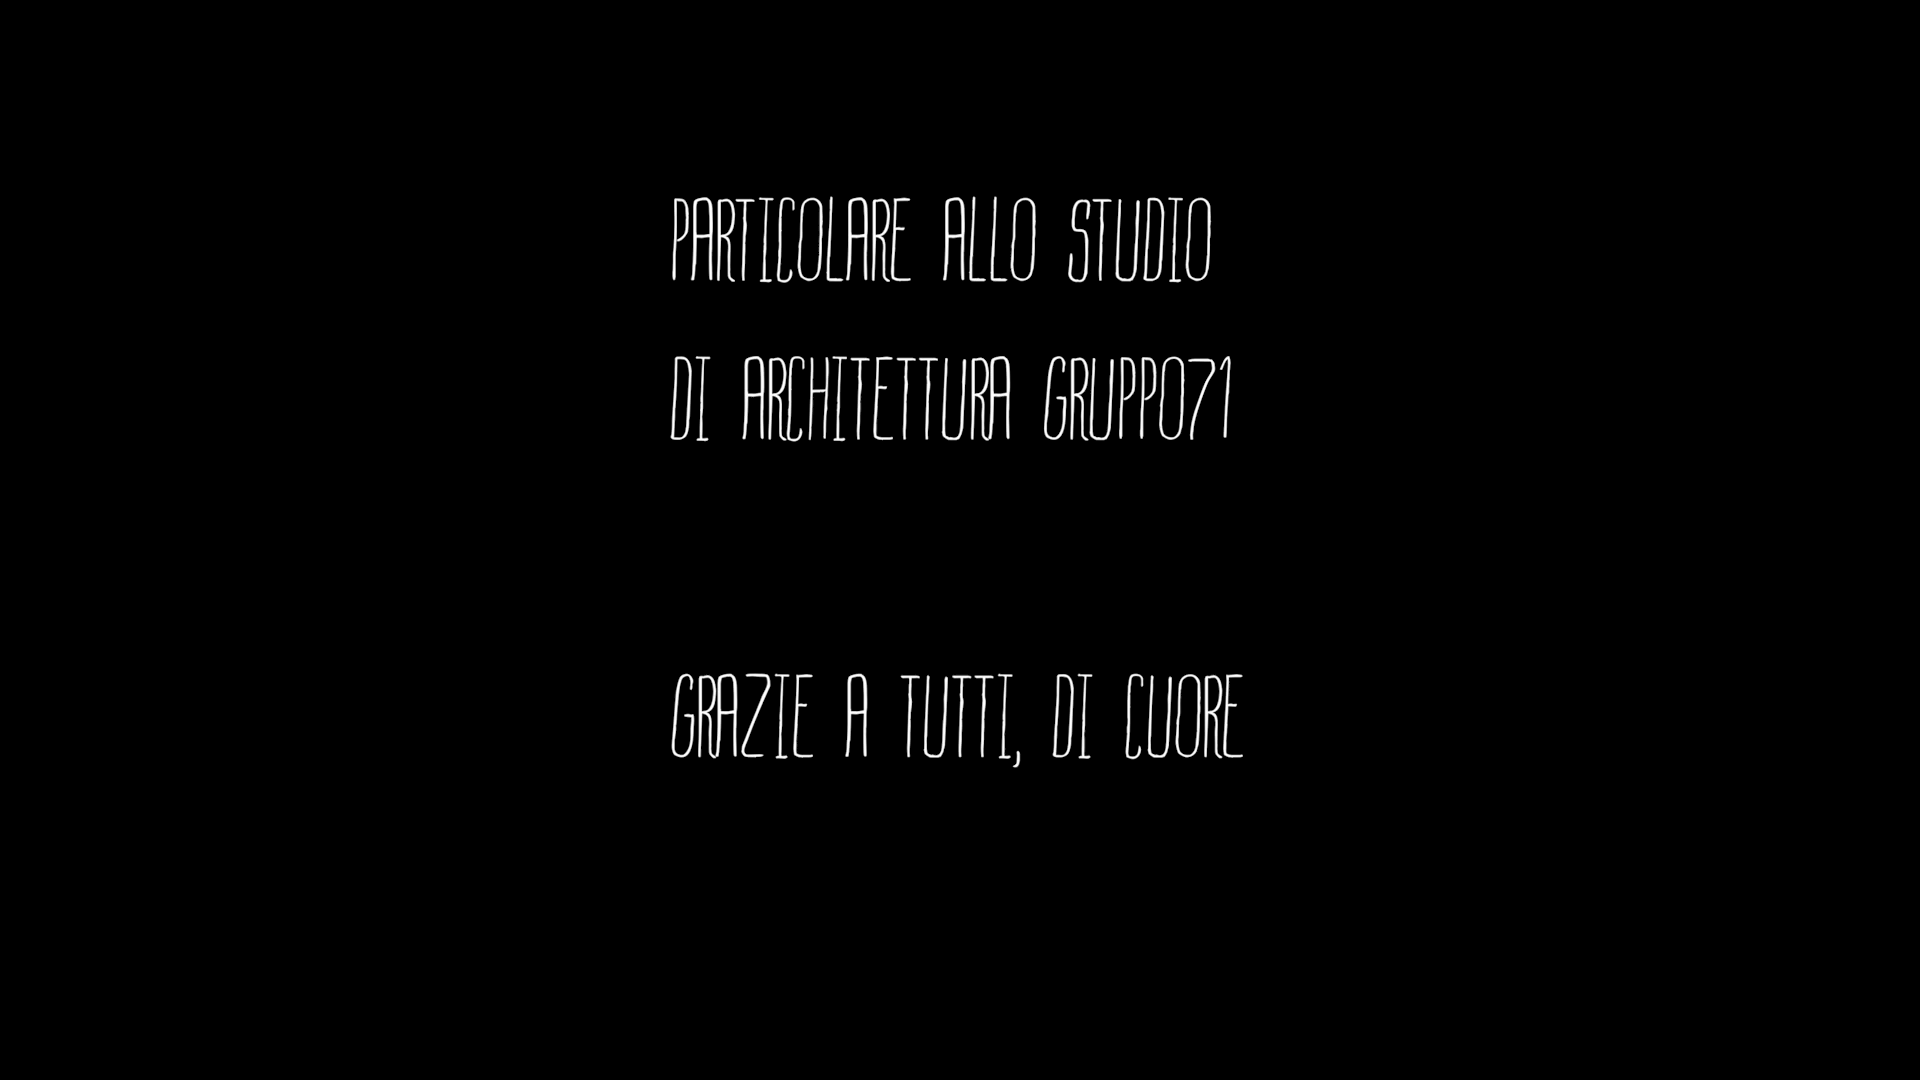 PARTICOLARE ALLO STUDIO
DI ARCHITETTURA GRUPPO71
GRAZIE A TUTTI, DI CUORE